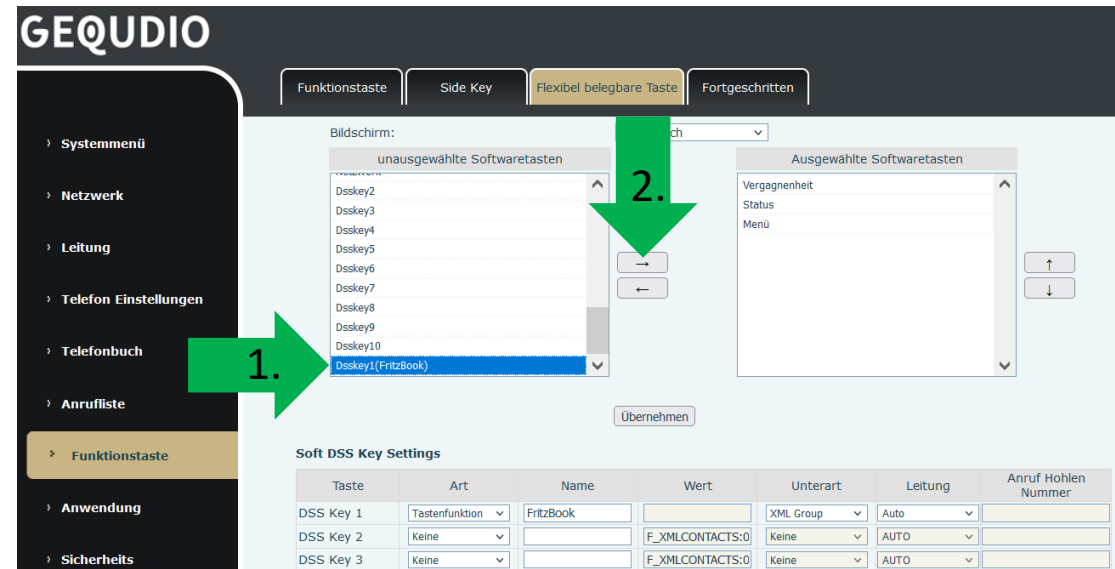 GEQUDIO
Funktionstaste Side Key Flexibel belegbare Taste Fortgeschritten
Systemmenü
Netzwerk
Leitung
Telefon Einstellungen
Telefonbuch
Anrufliste
Funktionstaste
Anwendung
Sicherheits
Bildschirm:
unausgewählte Softwaretasten
Dsskey2
Dsskey3
Dsskey4
Dsskey5
Dsskey6
Dsskey7
Dsskey8
Dsskey9
Dsskey10
Dsskey1(FritzBook)
1.
2.
→
←
Ausgewählte Softwaretasten
Vergagnenheit
Status
Menü
↑
↓
Übernehmen
Soft DSS Key Settings
Taste Art Name Wert Unterart Leitung Anruf Hohlen Nummer
DSS Key 1 Tastenfunktion FritzBook XML Group Auto
DSS Key 2 Keine F_XMLCONTACTS:0 Keine AUTO
DSS Key 3 Keine F_XMLCONTACTS:0 Keine AUTO